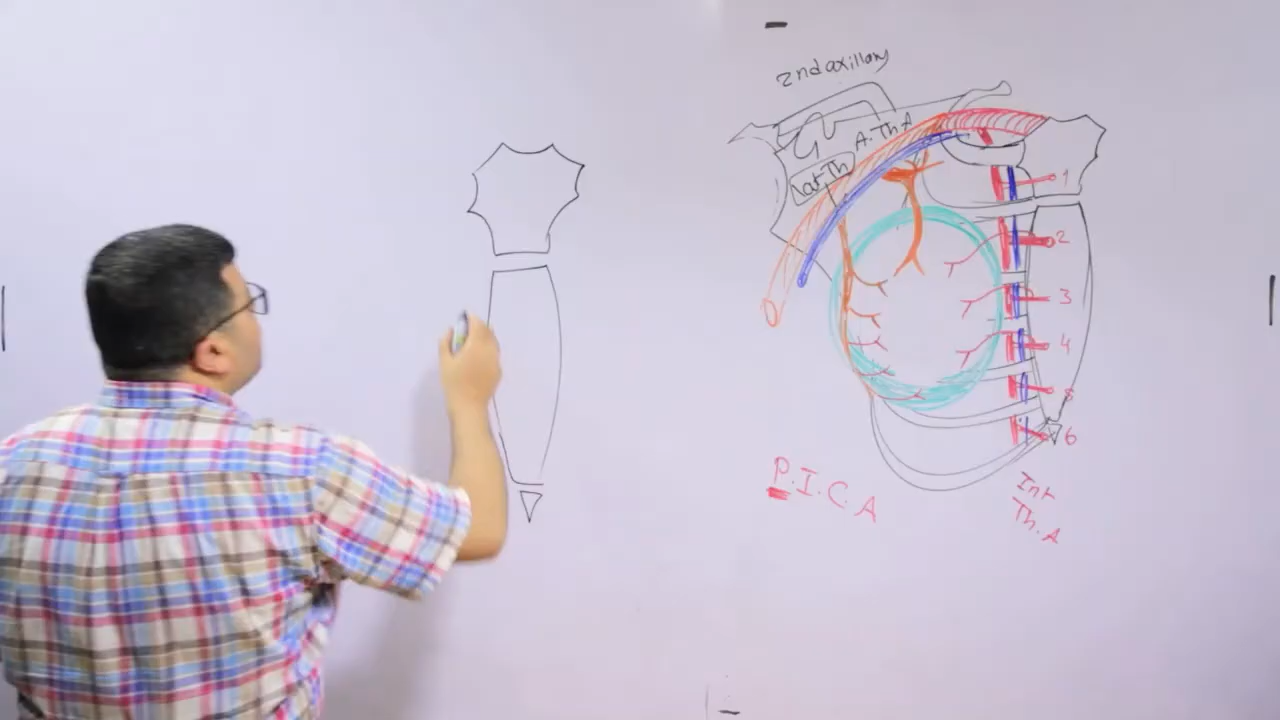 2nd axillary
A.Th A
Lat Th
1
2
3
4
5
6
P.I.C.A
Int
Th.A